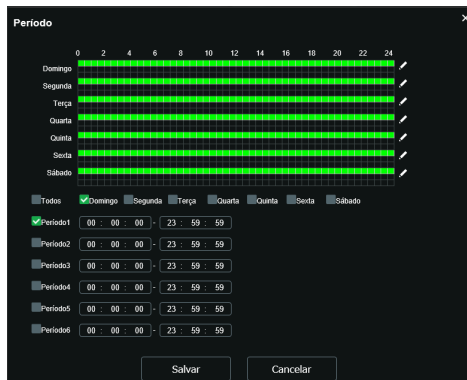 Período
0 2 4 6 8 10 12 14 16 18 20 22 24
Domingo
Segunda
Terça
Quarta
Quinta
Sexta
Sábado
Todos Domingo Segunda Terça Quarta Quinta Sexta Sábado
Período1 00 : 00 : 00 - 23 : 59 : 59
Período2 00 : 00 : 00 - 23 : 59 : 59
Período3 00 : 00 : 00 - 23 : 59 : 59
Período4 00 : 00 : 00 - 23 : 59 : 59
Período5 00 : 00 : 00 - 23 : 59 : 59
Período6 00 : 00 : 00 - 23 : 59 : 59
Salvar Cancelar